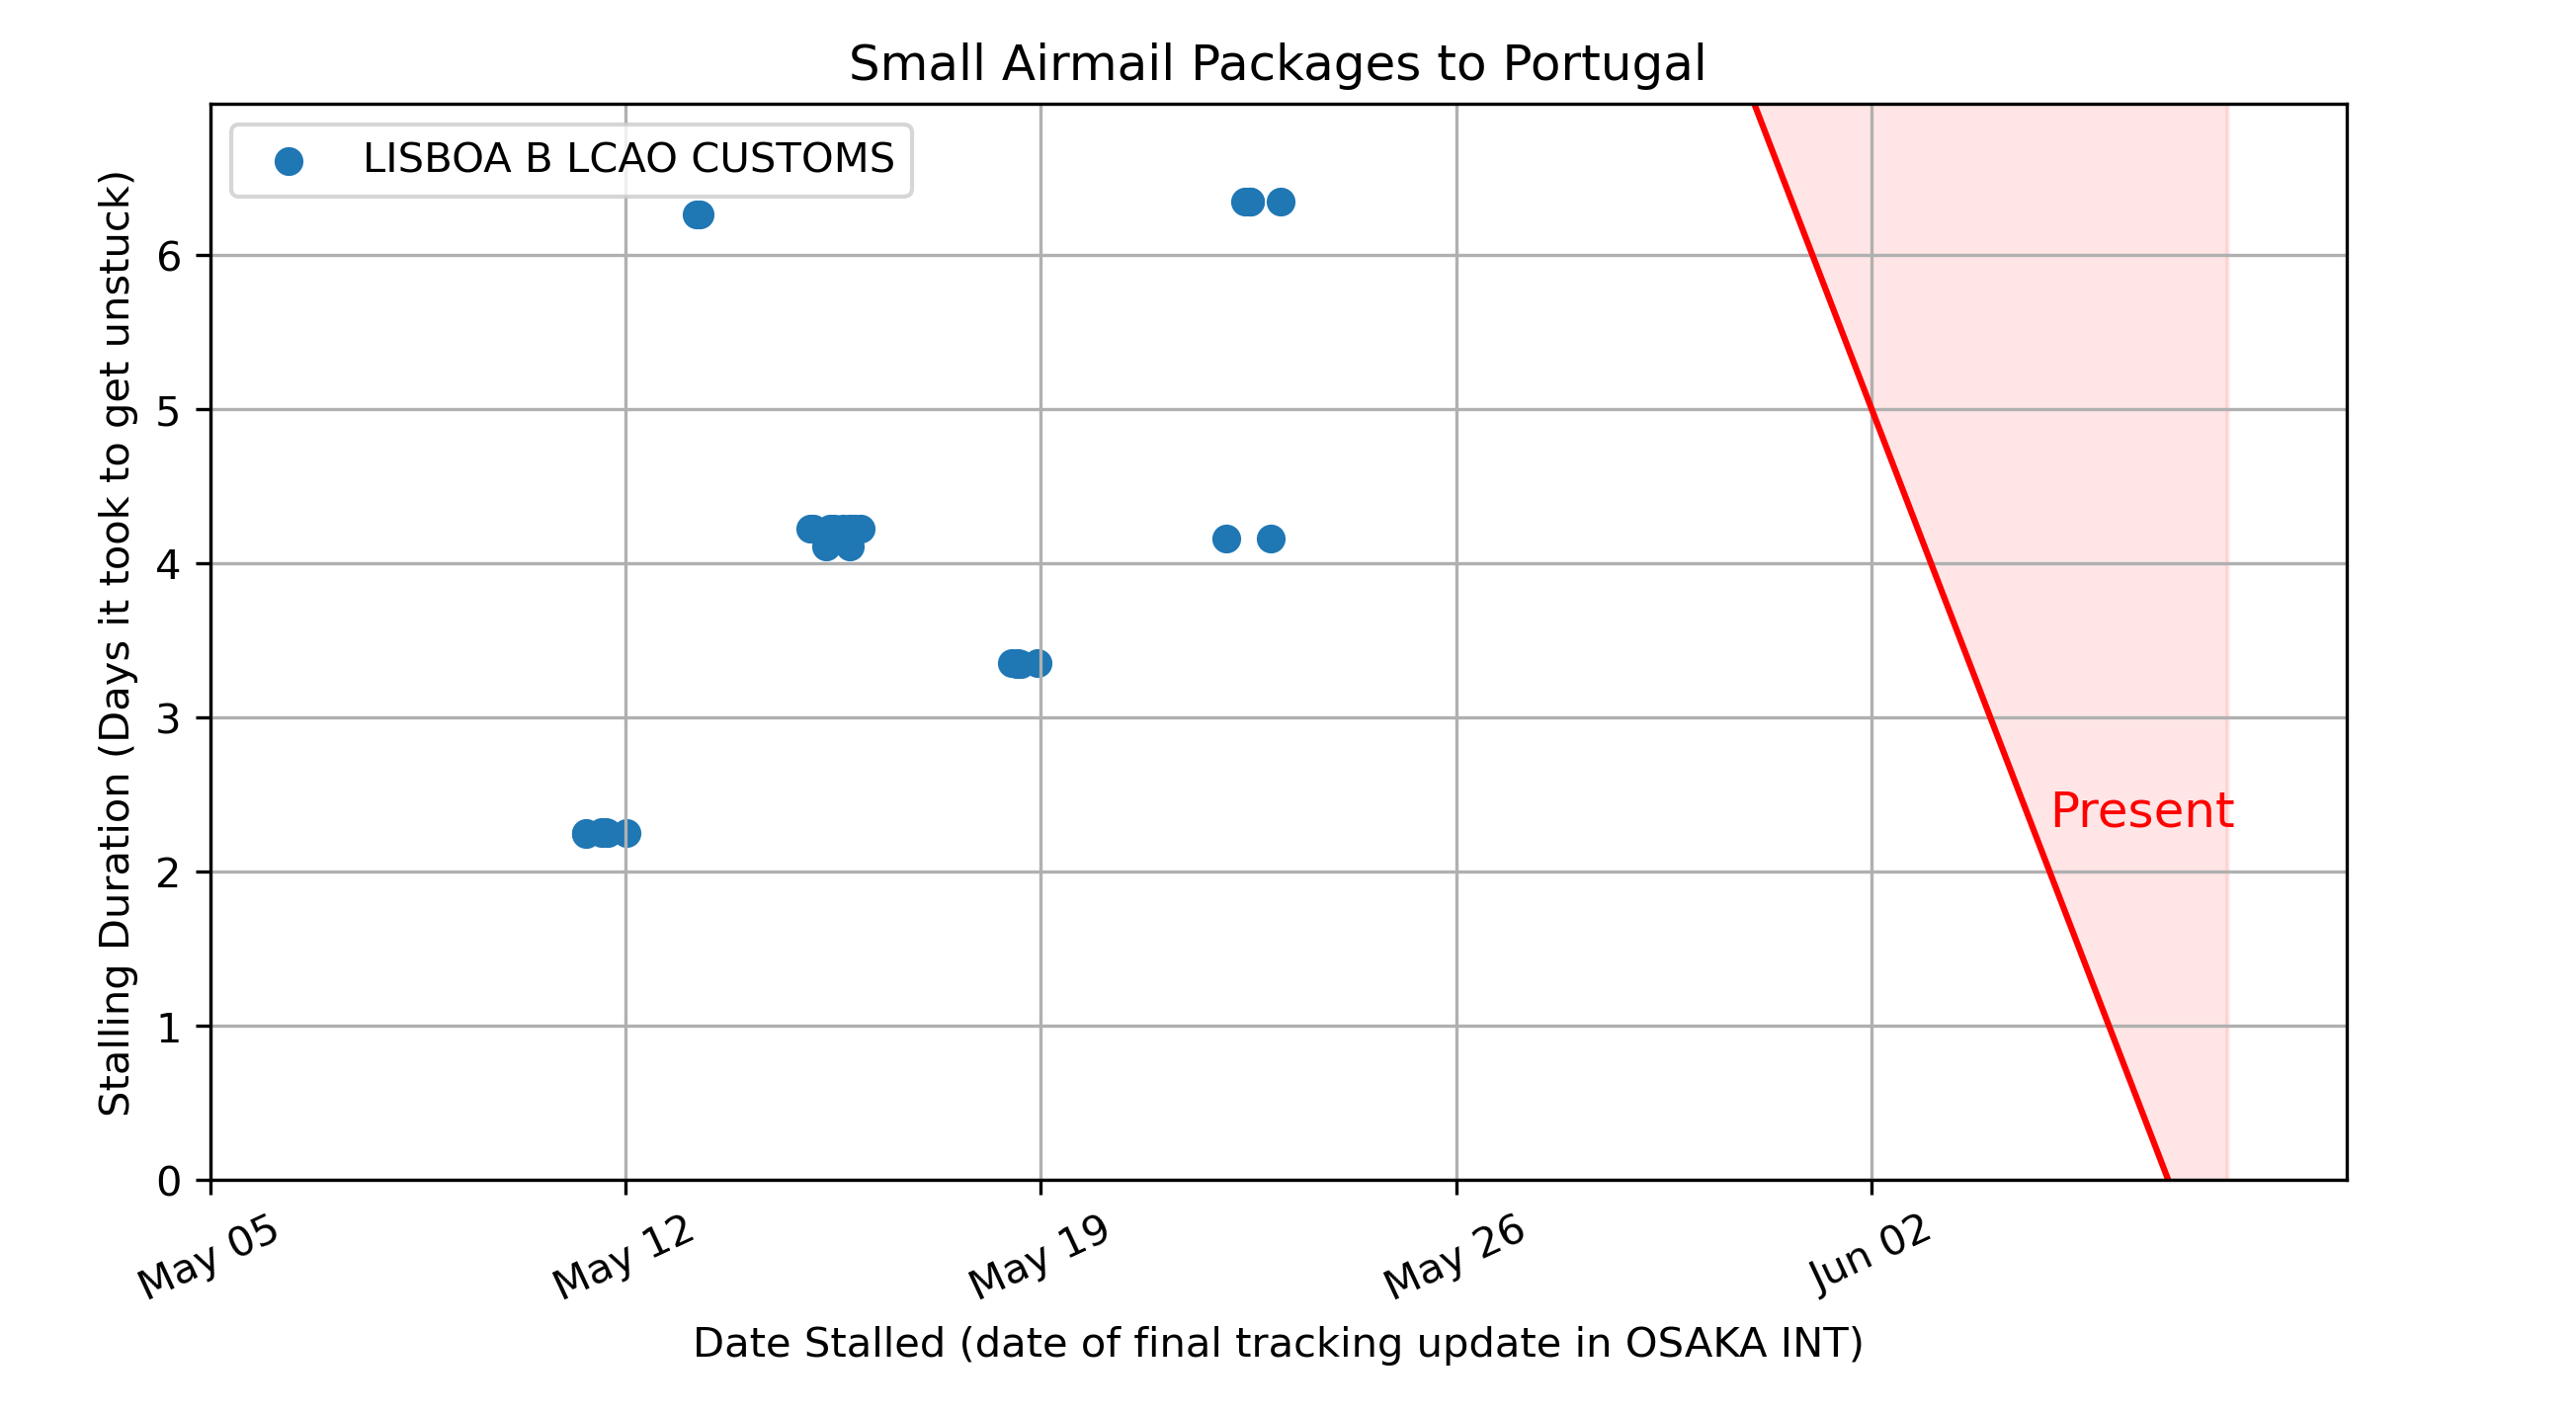 Small Airmail Packages to Portugal
LISBOA B LCAO CUSTOMS
Stalling Duration (Days it took to get unstuck)
6
5
4
3
2
1
0
Present
May 05
May 12
May 19
May 26
Jun 02
Date Stalled (date of final tracking update in OSAKA INT)